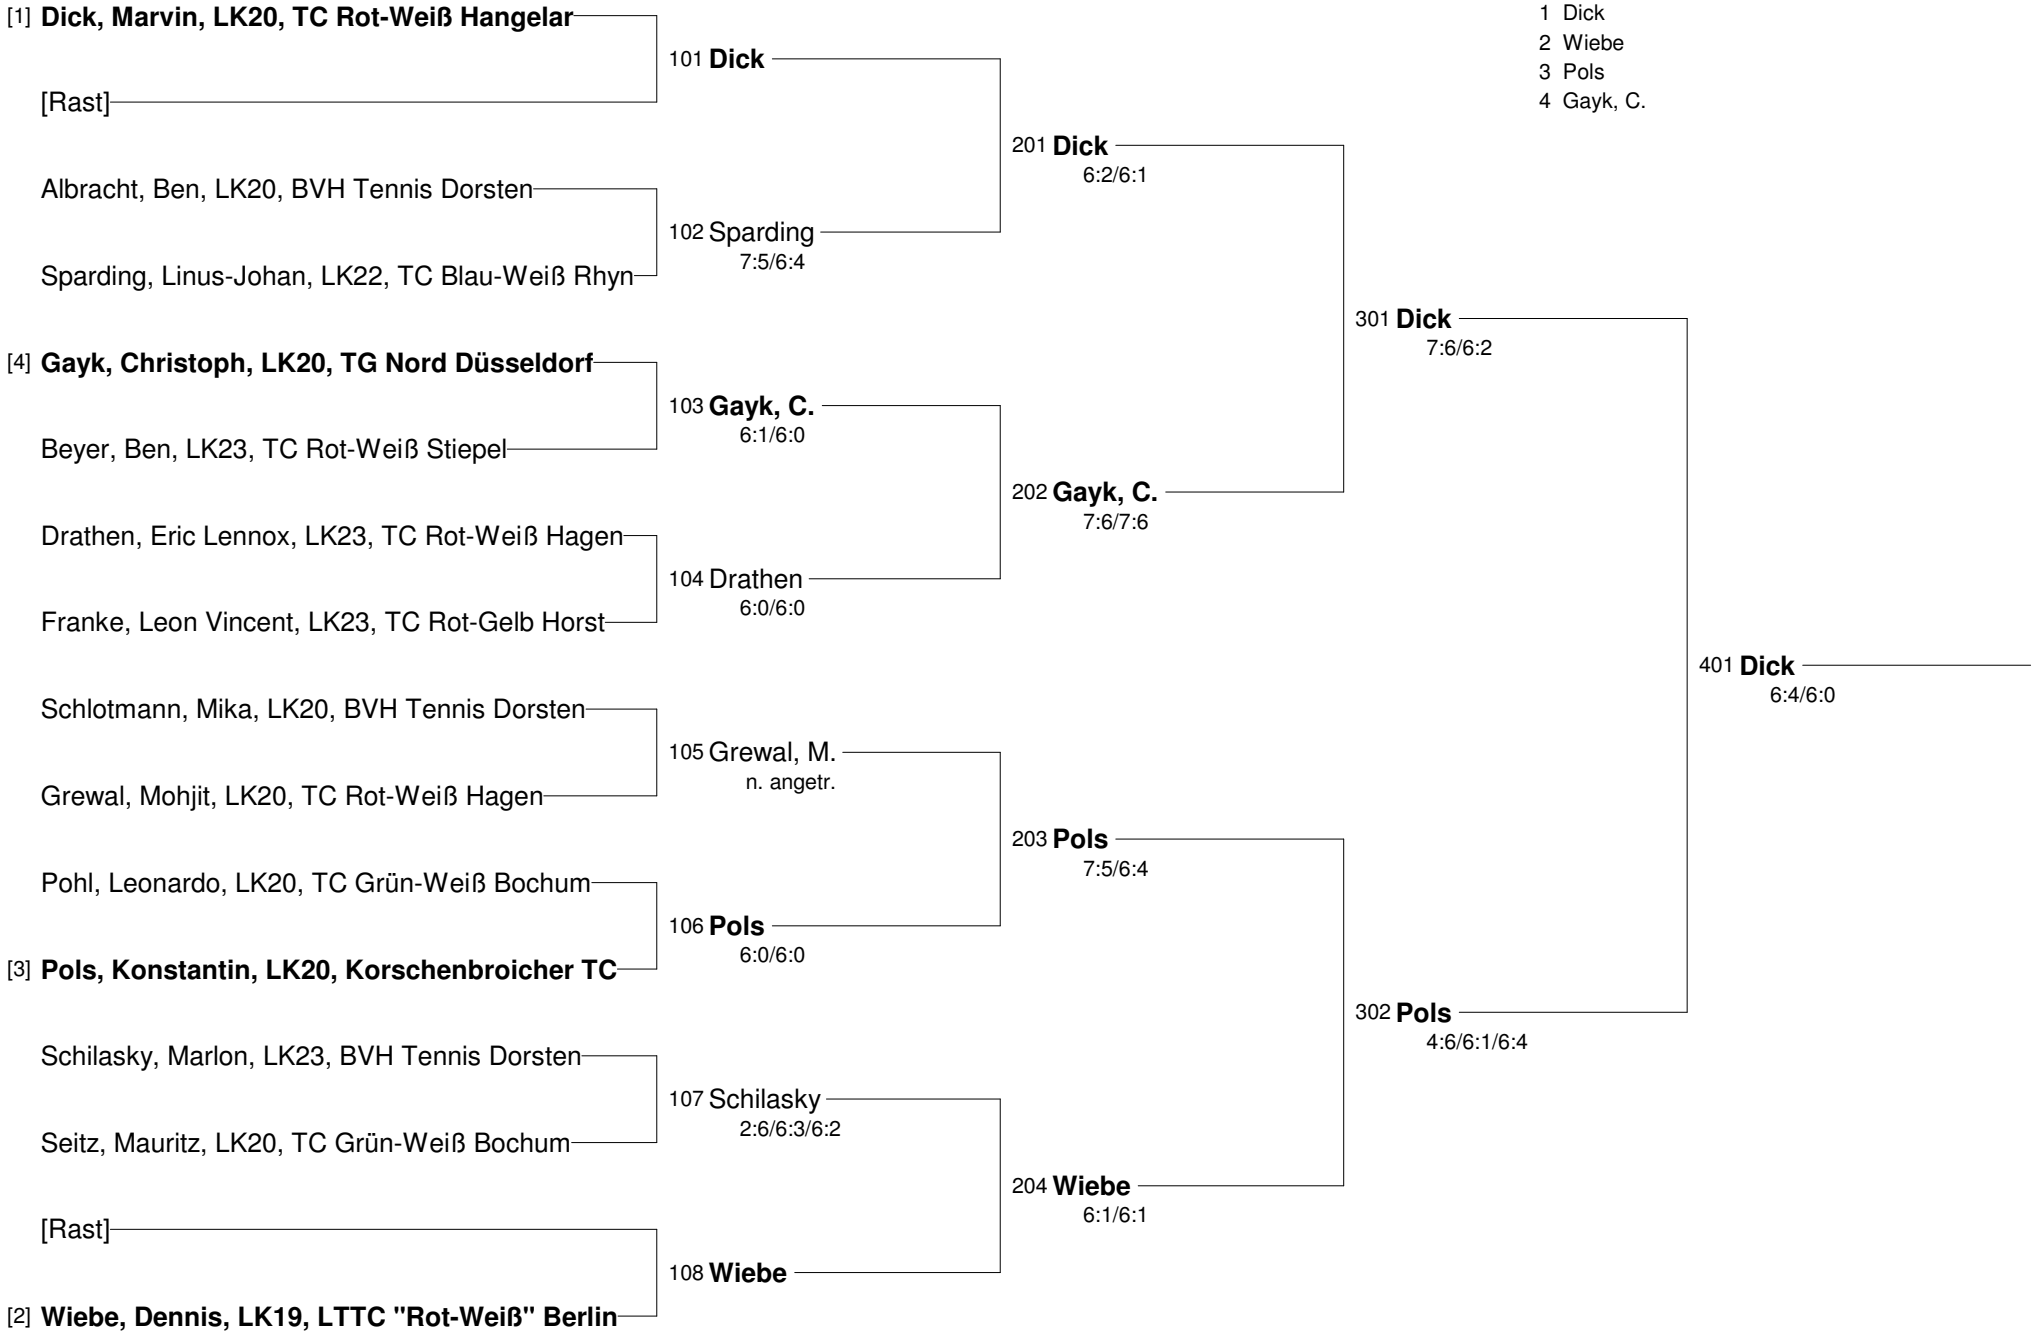 [1] Dick, Marvin, LK20, TC Rot-Weiß Hangelar
[Rast]
Albracht, Ben, LK20, BVH Tennis Dorsten
Sparding, Linus-Johan, LK22, TC Blau-Weiß Rhyn
[4] Gayk, Christoph, LK20, TG Nord Düsseldorf
Beyer, Ben, LK23, TC Rot-Weiß Stiepel
Drathen, Eric Lennox, LK23, TC Rot-Weiß Hagen
Franke, Leon Vincent, LK23, TC Rot-Gelb Horst
Schlotmann, Mika, LK20, BVH Tennis Dorsten
Grewal, Mohjit, LK20, TC Rot-Weiß Hagen
Pohl, Leonardo, LK20, TC Grün-Weiß Bochum
[3] Pols, Konstantin, LK20, Korschenbroicher TC
Schilasky, Marlon, LK23, BVH Tennis Dorsten
Seitz, Mauritz, LK20, TC Grün-Weiß Bochum
[Rast]
[2] Wiebe, Dennis, LK19, LTTC "Rot-Weiß" Berlin
101 Dick
102 Sparding
7:5/6:4
103 Gayk, C.
6:1/6:0
104 Drathen
6:0/6:0
105 Grewal, M.
n. angetr.
106 Pols
6:0/6:0
107 Schilasky
2:6/6:3/6:2
108 Wiebe
201 Dick
6:2/6:1
202 Gayk, C.
7:6/7:6
203 Pols
7:5/6:4
204 Wiebe
6:1/6:1
301 Dick
7:6/6:2
302 Pols
4:6/6:1/6:4
401 Dick
6:4/6:0
1 Dick
2 Wiebe
3 Pols
4 Gayk, C.